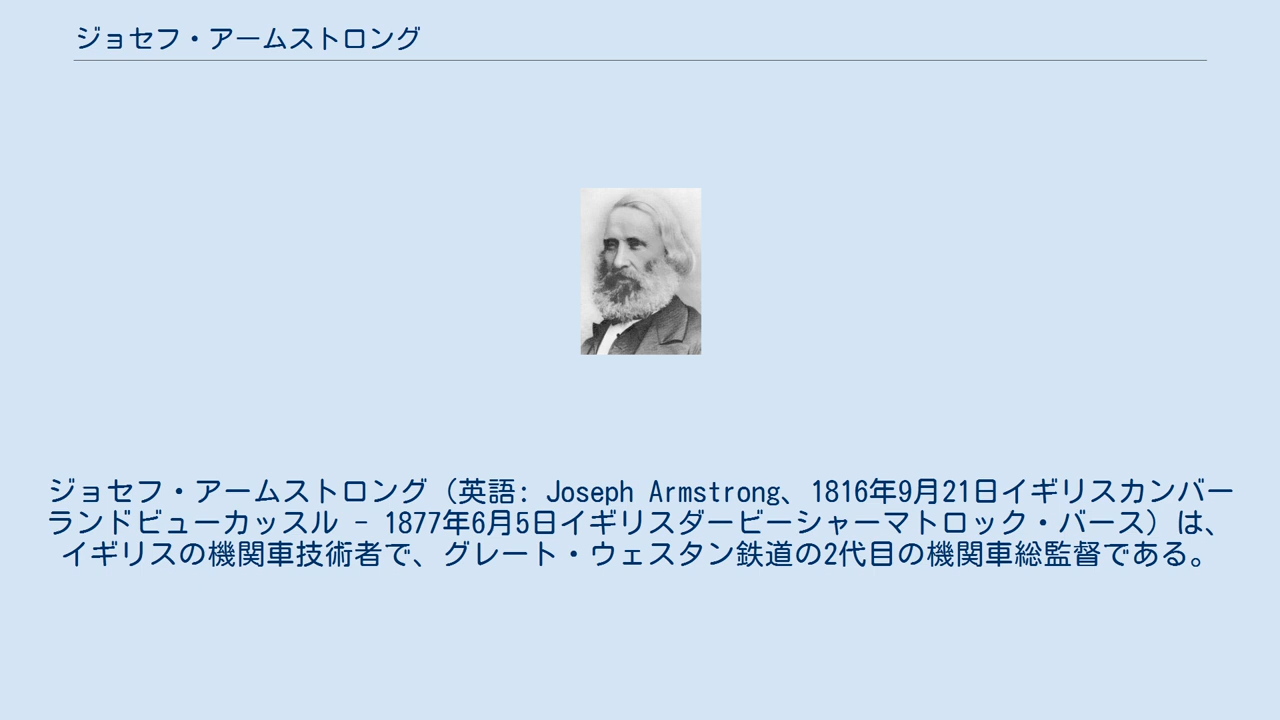 ジョセフ・アームストロング
ジョセフ・アームストロング（英語: Joseph Armstrong、1816年9月21日イギリスカンバー
ランドビューカッスル - 1877年6月5日イギリスダービーシャーマトロック・バース）は、
イギリスの機関車技術者で、グレート・ウェスタン鉄道の2代目の機関車総監督である。